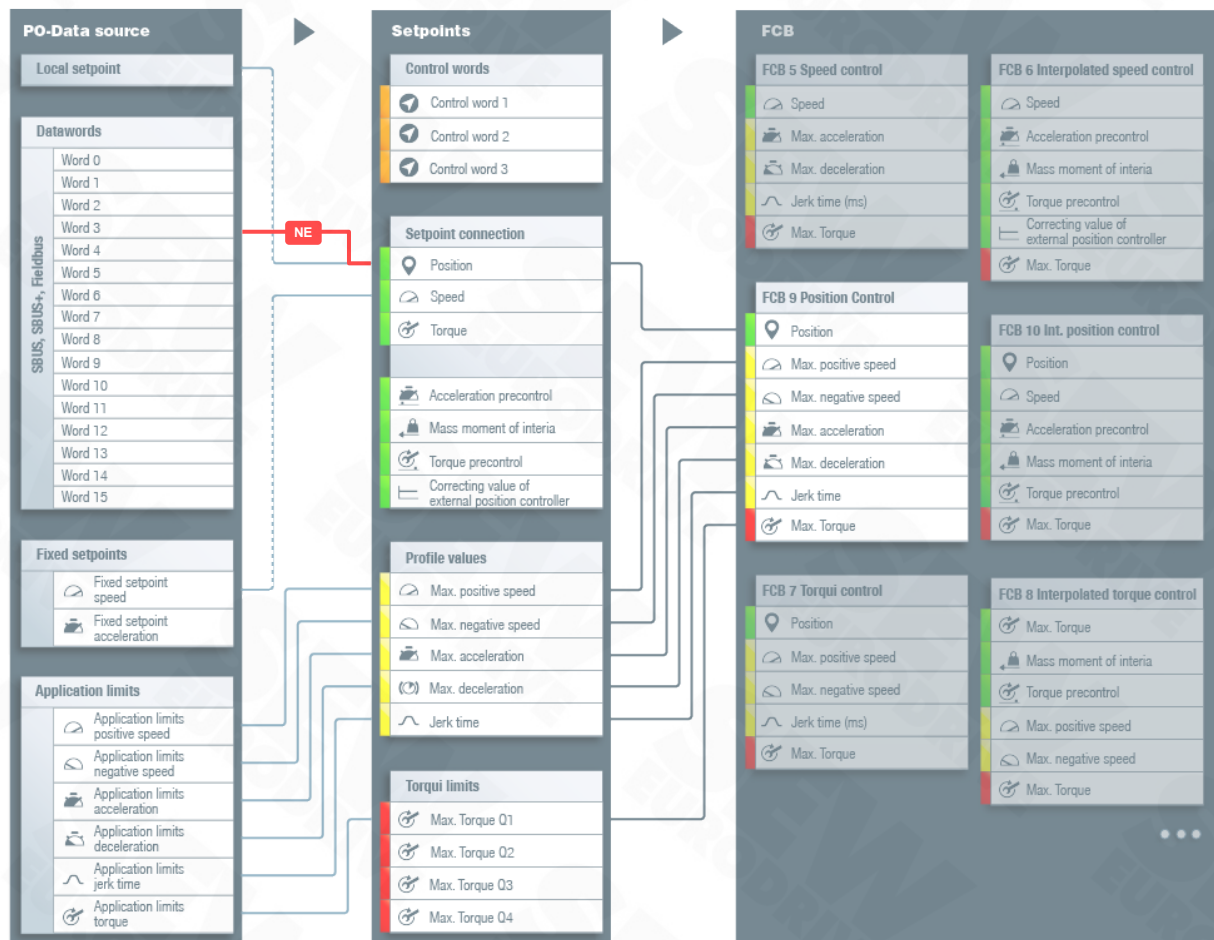 PO-Data source
Local setpoint
Datawords
SBUS, SBUS+, Fieldbus
Word 0
Word 1
Word 2
Word 3
Word 4
Word 5
Word 6
Word 7
Word 8
Word 9
Word 10
Word 11
Word 12
Word 13
Word 14
Word 15
Fixed setpoints
Fixed setpoint
speed
Fixed setpoint
acceleration
Application limits
Application limits
positive speed
Application limits
negative speed
Application limits
acceleration
Application limits
deceleration
Application limits
jerk time
Application limits
torque
NE
Setpoints
Control words
Control word 1
Control word 2
Control word 3
Setpoint connection
Position
Speed
Torque
Acceleration precontrol
Mass moment of interia
Torque precontrol
Correcting value of
external position controller
Profile values
Max. positive speed
Max. negative speed
Max. acceleration
Max. deceleration
Jerk time
Torqui limits
Max. Torque Q1
Max. Torque Q2
Max. Torque Q3
Max. Torque Q4
FCB
FCB 5 Speed control
Speed
Max. acceleration
Max. deceleration
Jerk time (ms)
Max. Torque
FCB 9 Position Control
Position
Max. positive speed
Max. negative speed
Max. acceleration
Max. deceleration
Jerk time
Max. Torque
FCB 7 Torqui control
Position
Max. positive speed
Max. negative speed
Jerk time (ms)
Max. Torque
FCB 6 Interpolated speed control
Speed
Acceleration precontrol
Mass moment of interia
Torque precontrol
Correcting value of
external position controller
Max. Torque
FCB 10 Int. position control
Position
Speed
Acceleration precontrol
Mass moment of interia
Torque precontrol
Max. Torque
FCB 8 Interpolated torque control
Max. Torque
Mass moment of interia
Torque precontrol
Max. positive speed
Max. negative speed
Max. Torque